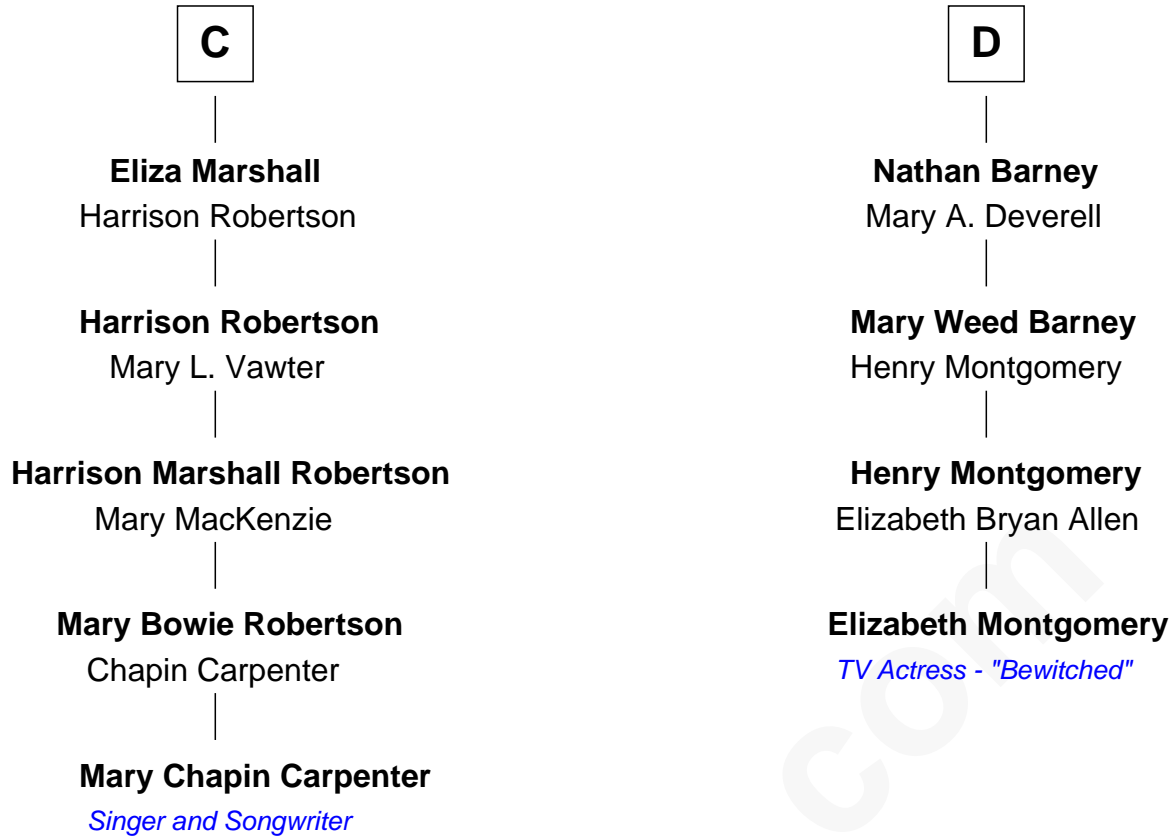 C
Eliza Marshall
Harrison Robertson
Harrison Robertson
Mary L. Vawter
Harrison Marshall Robertson
Mary MacKenzie
Mary Bowie Robertson
Chapin Carpenter
Mary Chapin Carpenter
Singer and Songwriter
D
Nathan Barney
Mary A. Deverell
Mary Weed Barney
Henry Montgomery
Henry Montgomery
Elizabeth Bryan Allen
Elizabeth Montgomery
TV Actress - "Bewitched"
com